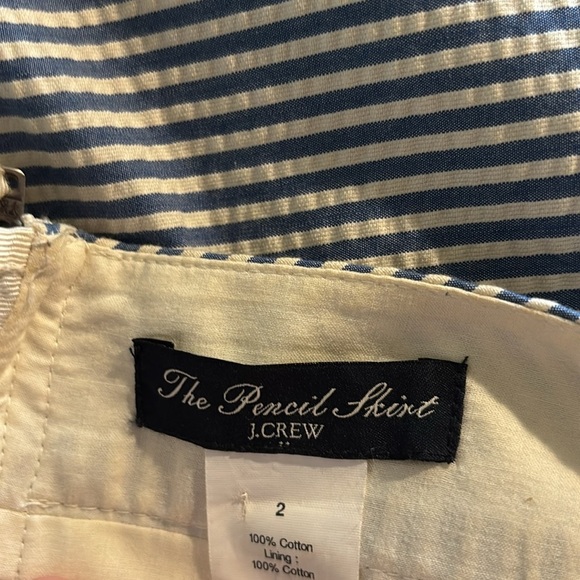 The Pencil Skirt
J.CREW
2
100% Cotton
Lining :
100% Cotton